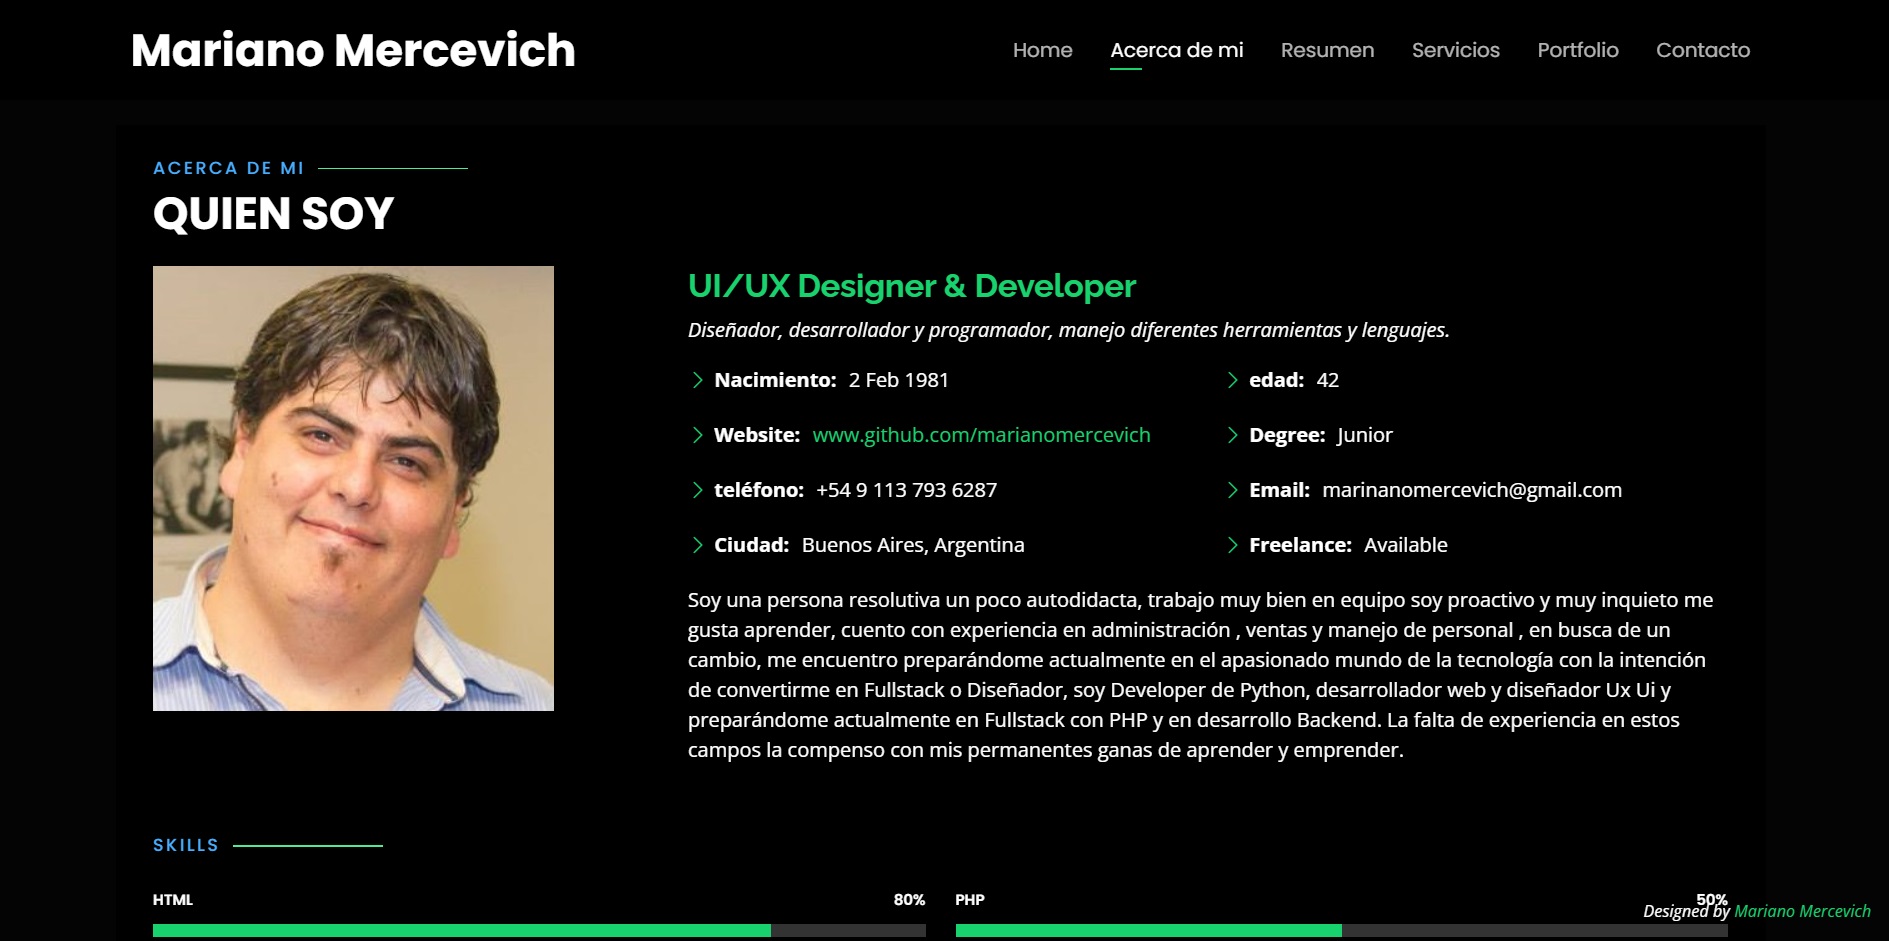 Mariano Mercevich
Home Acerca de mi Resumen Servicios Portfolio Contacto
ACERCA DE MI
QUIEN SOY
UI/UX Designer & Developer
Diseñador, desarrollador y programador, manejo diferentes herramientas y lenguajes.
Nacimiento: 2 Feb 1981
edad: 42
Website: www.github.com/marianomercevich
Degree: Junior
teléfono: +54 9 113 793 6287
Email: marinanomercevich@gmail.com
Ciudad: Buenos Aires, Argentina
Freelance: Available
Soy una persona resolutiva un poco autodidacta, trabajo muy bien en equipo soy proactivo y muy inquieto me
gusta aprender, cuento con experiencia en administración , ventas y manejo de personal , en busca de un
cambio, me encuentro preparándome actualmente en el apasionado mundo de la tecnología con la intención
de convertirme en Fullstack o Diseñador, soy Developer de Python, desarrollador web y diseñador Ux Ui y
preparándome actualmente en Fullstack con PHP y en desarrollo Backend. La falta de experiencia en estos
campos la compenso con mis permanentes ganas de aprender y emprender.
SKILLS
HTML 80%
PHP 50%
Designed by Mariano Mercevich